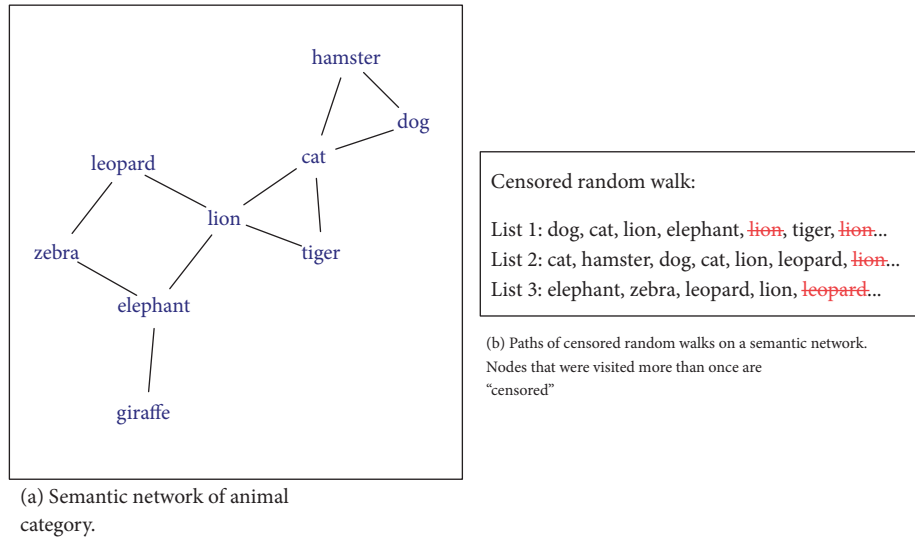 hamster
dog
cat
leopard
lion
zebra
tiger
elephant
giraffe
(a) Semantic network of animal
category.
Censored random walk:
List 1: dog, cat, lion, elephant, lion, tiger, lion...
List 2: cat, hamster, dog, cat, lion, leopard, lion...
List 3: elephant, zebra, leopard, lion, leopard...
(b) Paths of censored random walks on a semantic network.
Nodes that were visited more than once are
“censored”